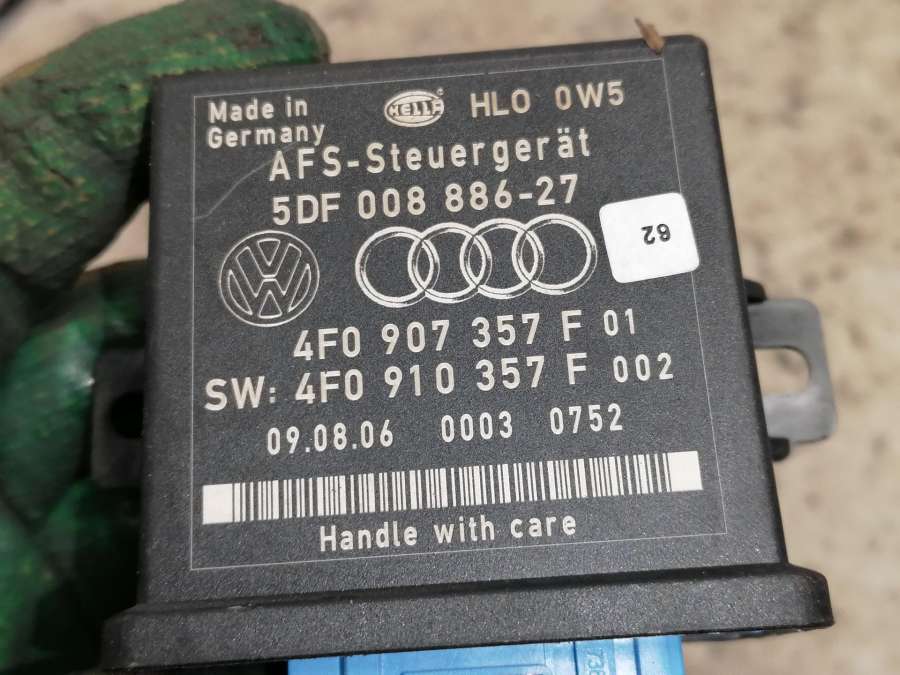 Made in
Germany
HELLA
HLO 0W5
AFS-Steuergerät
5DF 008 886-27
62
4F0 907 357 F 01
SW: 4F0 910 357 F 002
09.08.06 0003 0752
Handle with care